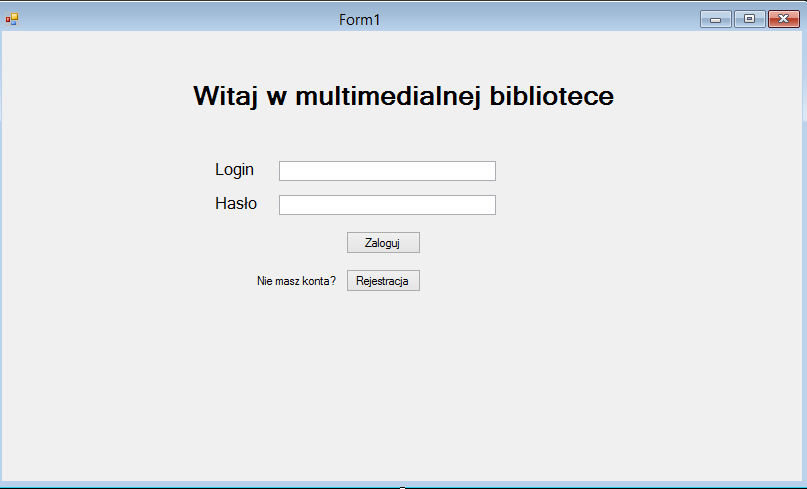 Form1
Witaj w multimedialnej bibliotece
Login
Hasło
Zaloguj
Nie masz konta? Rejestracja